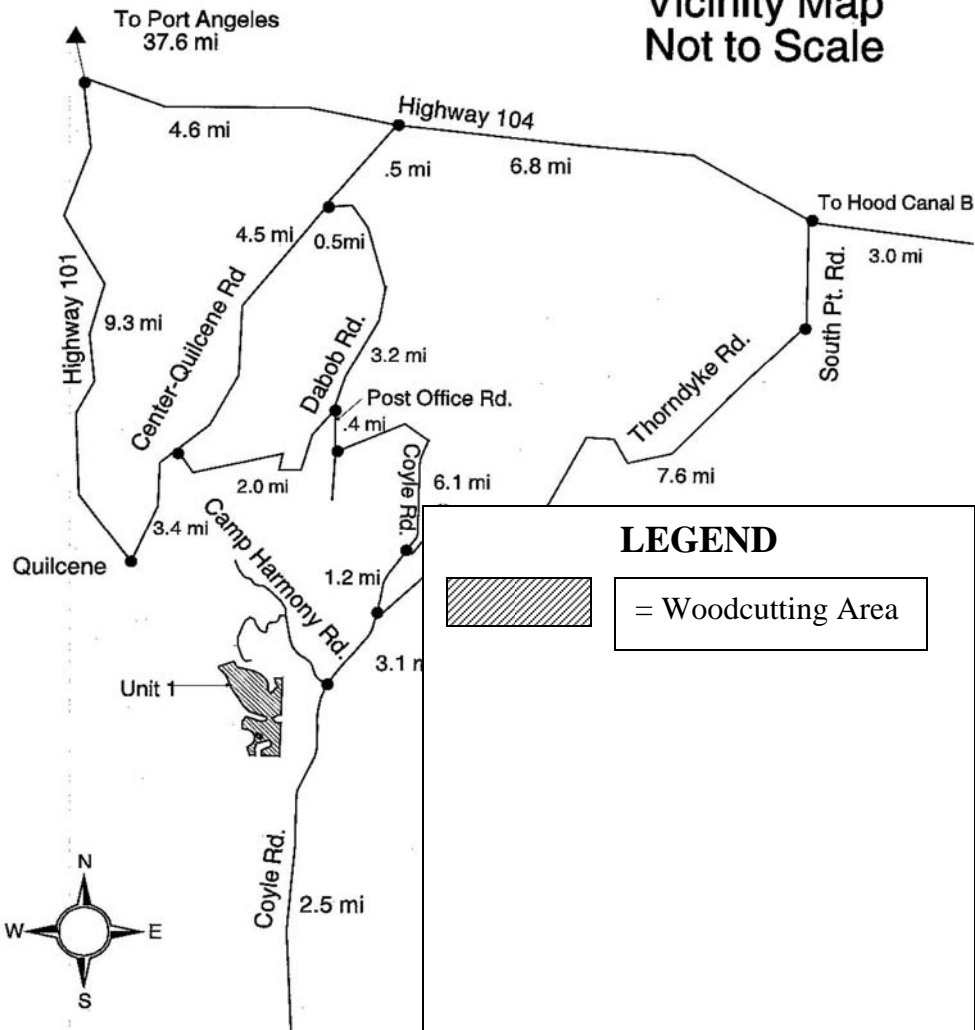 To Port Angeles
37.6 mi
Vicinity Map
Not to Scale
Highway 104
4.6 mi
.5 mi
6.8 mi
To Hood Canal B
3.0 mi
4.5 mi
0.5mi
Highway 101
9.3 mi
Center-Quilcene Rd
Dabob Rd.
3.2 mi
South Pt. Rd.
Thorndyke Rd.
Post Office Rd.
.4 mi
Coyle Rd.
6.1 mi
7.6 mi
2.0 mi
3.4 mi
Camp Harmony Rd.
Quilcene
LEGEND
1.2 mi
= Woodcutting Area
3.1 m
Unit 1
Coyle Rd.
2.5 mi
N
W
E
S